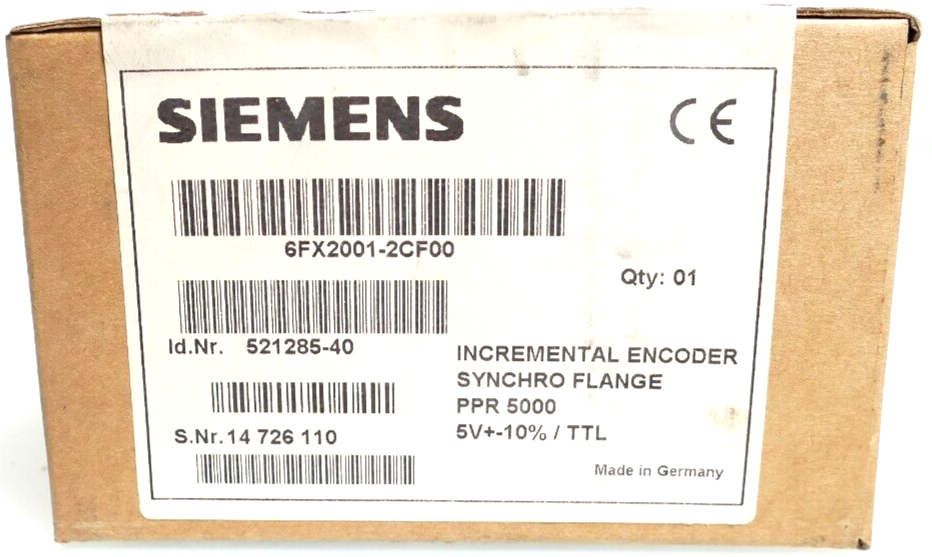 SIEMENS
CE
6FX2001-2CF00
Qty: 01
Id.Nr. 521285-40
INCREMENTAL ENCODER
SYNCHRO FLANGE
PPR 5000
5V+-10% / TTL
S.Nr.14 726 110
Made in Germany